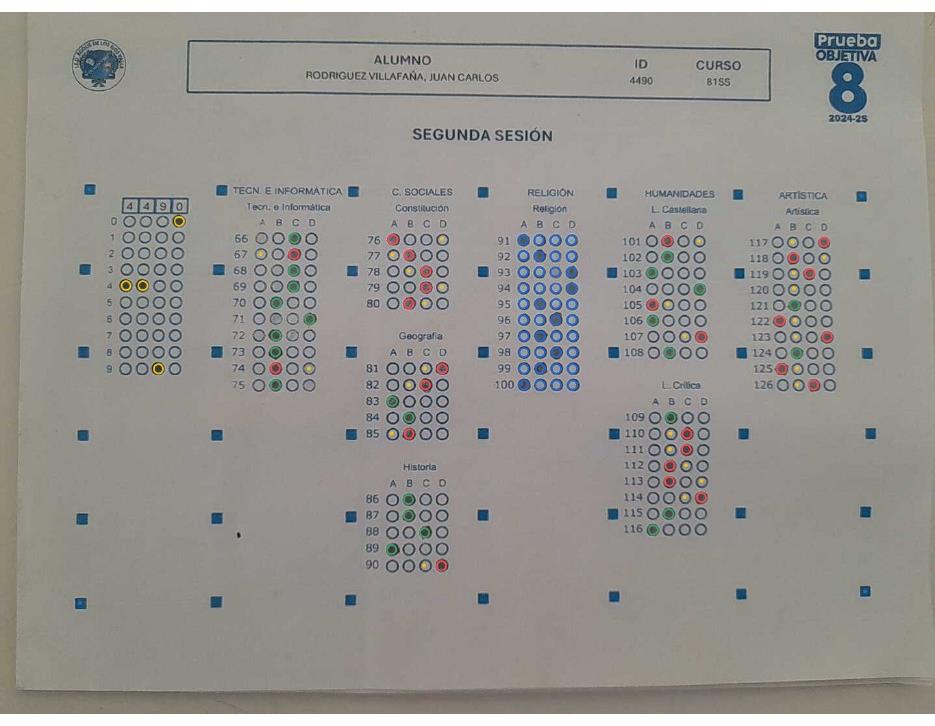 Prueba
OBJETIVA
8
2024-2S
ALUMNO
RODRIGUEZ VILLAFAÑA, JUAN CARLOS
ID
4490
CURSO
81SS
SEGUNDA SESIÓN
4 4 9 0
0
1
2
3
4
5
6
7
8
9
TECN. E INFORMÁTICA
Tecn. e Informática
A B C D
66
67
68
69
70
71
72
73
74
75
C. SOCIALES
Constitución
A B C D
76
77
78
79
80
Geografia
A B C D
81
82
83
84
85
Historia
A B C D
86
87
88
89
90
RELIGIÓN
Religión
A B C D
91
92
93
94
95
96
97
98
99
100
HUMANIDADES
L. Castellana
A B C D
101
102
103
104
105
106
107
108
L. Crítica
A B C D
109
110
111
112
113
114
115
116
ARTÍSTICA
Artística
A B C D
117
118
119
120
121
122
123
124
125
126